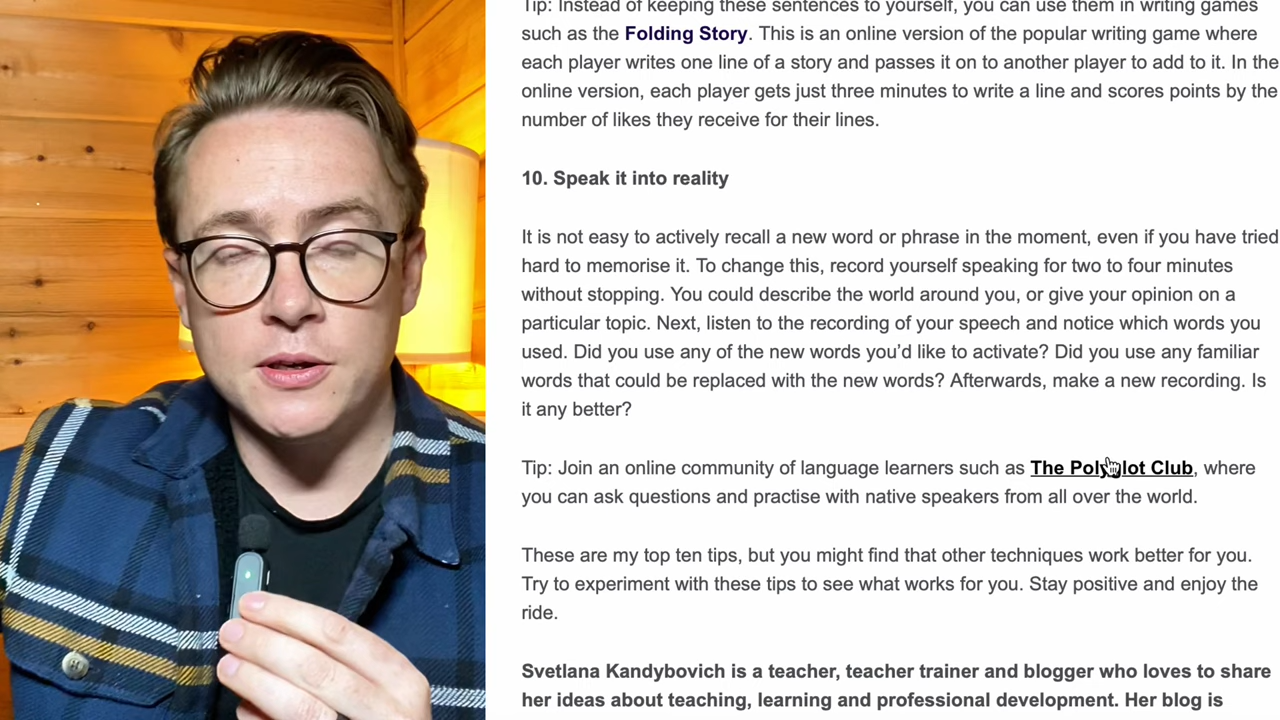 Tip: Instead of keeping these sentences to yourself, you can use them in writing games
such as the Folding Story. This is an online version of the popular writing game where
each player writes one line of a story and passes it on to another player to add to it. In the
online version, each player gets just three minutes to write a line and scores points by the
number of likes they receive for their lines.
10. Speak it into reality
It is not easy to actively recall a new word or phrase in the moment, even if you have tried
hard to memorise it. To change this, record yourself speaking for two to four minutes
without stopping. You could describe the world around you, or give your opinion on a
particular topic. Next, listen to the recording of your speech and notice which words you
used. Did you use any of the new words you’d like to activate? Did you use any familiar
words that could be replaced with the new words? Afterwards, make a new recording. Is
it any better?
Tip: Join an online community of language learners such as The Polyglot Club, where
you can ask questions and practise with native speakers from all over the world.
These are my top ten tips, but you might find that other techniques work better for you.
Try to experiment with these tips to see what works for you. Stay positive and enjoy the
ride.
Svetlana Kandybovich is a teacher, teacher trainer and blogger who loves to share
her ideas about teaching, learning and professional development. Her blog is